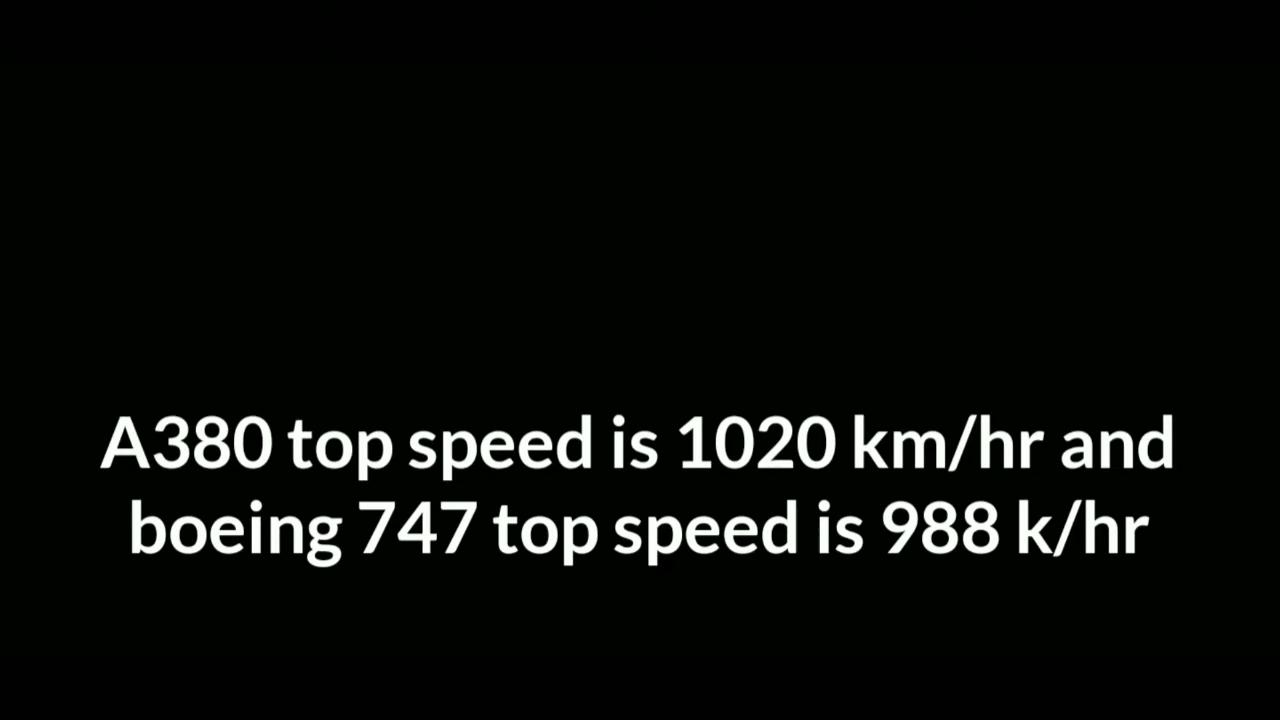 A380 top speed is 1020 km/hr and
boeing 747 top speed is 988 k/hr